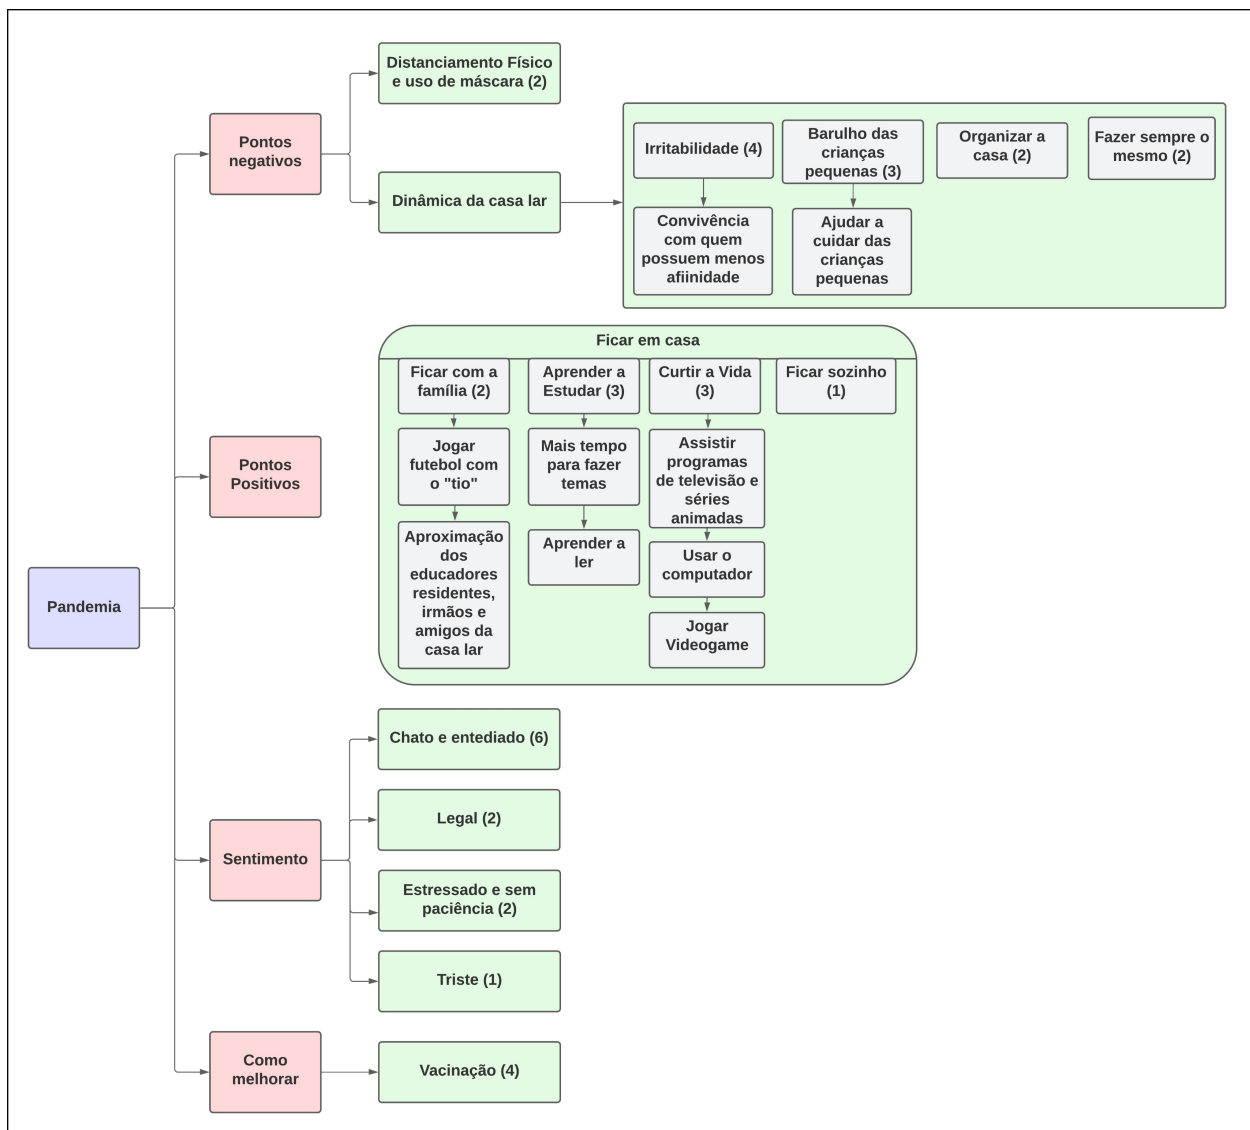 Distanciamento Físico
e uso de máscara (2)
Pontos
negativos
Dinâmica da casa lar
Irritabilidade (4)
Convivência
com quem
possuem menos
afiinidade
Barulho das
crianças
pequenas (3)
Ajudar a
cuidar das
crianças
pequenas
Organizar a
casa (2)
Fazer sempre o
mesmo (2)
Pontos
Positivos
Ficar em casa
Ficar com a
família (2)
Jogar
futebol com
o "tio"
Aproximação
dos
educadores
residentes,
irmãos e
amigos da
casa lar
Aprender a
Estudar (3)
Mais tempo
para fazer
temas
Aprender a
ler
Curtir a Vida
(3)
Assistir
programas
de televisão e
séries
animadas
Usar o
computador
Jogar
Videogame
Ficar sozinho
(1)
Pandemia
Sentimento
Chato e entediado (6)
Legal (2)
Estressado e sem
paciência (2)
Triste (1)
Como
melhorar
Vacinação (4)